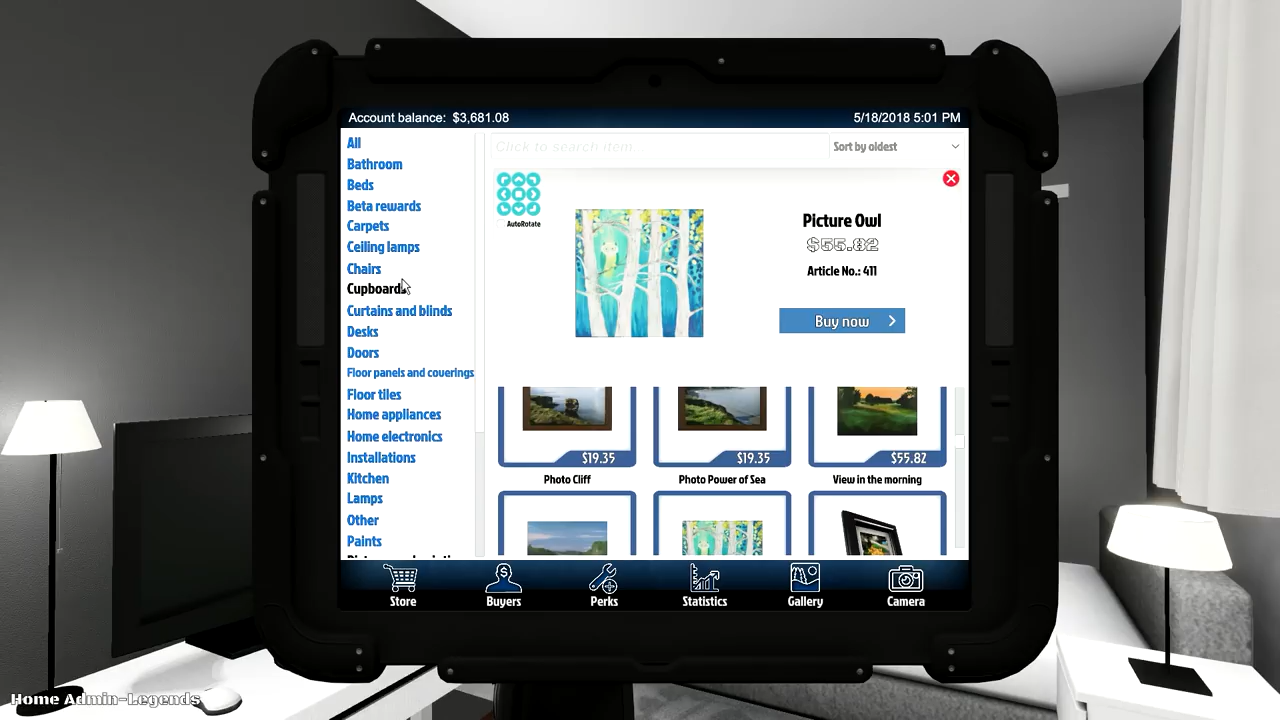 Account balance: $3,681.08
5/18/2018 5:01 PM
All
Bathroom
Beds
Beta rewards
Carpets
Ceiling lamps
Chairs
Cupboards
Curtains and blinds
Desks
Doors
Floor panels and coverings
Floor tiles
Home appliances
Home electronics
Installations
Kitchen
Lamps
Other
Paints
Click to search item
Sort by oldest
AutoRotate
Picture Owl
$55.82
Article No.: 411
Buy now
$19.35
$19.35
$55.82
Photo Cliff
Photo Power of Sea
View in the morning
Store
Buyers
Perks
Statistics
Gallery
Camera
Home Admin-Legends